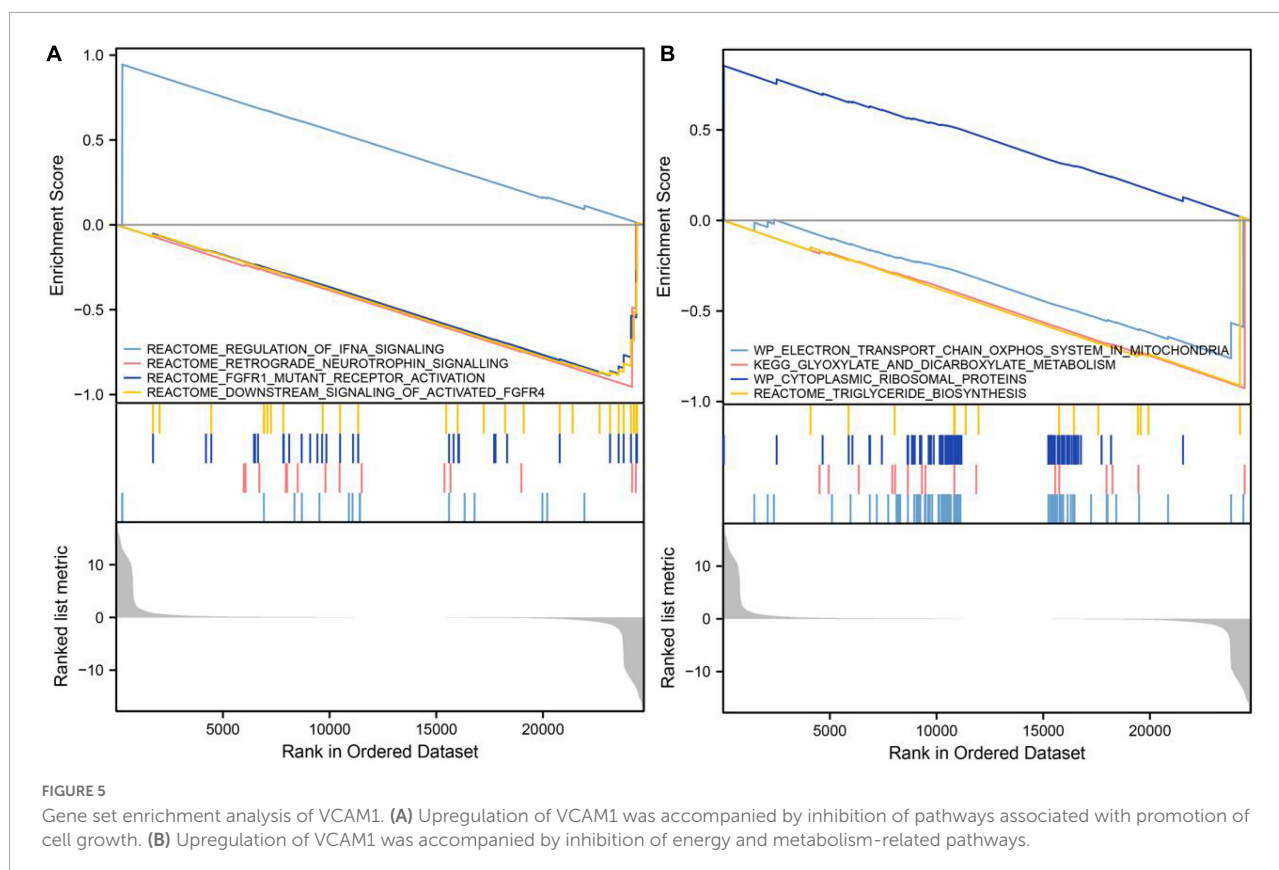 A
1.0
0.5
0.0
−0.5
−1.0
Enrichment Score
REACTOME_REGULATION_OF_IFNA_SIGNALING
REACTOME_RETROGRADE_NEUROTROPHIN_SIGNALLING
REACTOME_FGFR1_MUTANT_RECEPTOR_ACTIVATION
REACTOME_DOWNSTREAM_SIGNALING_OF_ACTIVATED_FGFR4
10
0
−10
Ranked list metric
5000 10000 15000 20000
Rank in Ordered Dataset
B
0.5
0.0
−0.5
−1.0
Enrichment Score
WP_ELECTRON_TRANSPORT_CHAIN_OXPHOS_SYSTEM_IN_MITOCHONDRIA
KEGG_GLYOXYLATE_AND_DICARBOXYLATE_METABOLISM
WP_CYTOPLASMIC_RIBOSOMAL_PROTEINS
REACTOME_TRIGLYCERIDE_BIOSYNTHESIS
10
0
−10
Ranked list metric
5000 10000 15000 20000
Rank in Ordered Dataset
FIGURE 5
Gene set enrichment analysis of VCAM1. (A) Upregulation of VCAM1 was accompanied by inhibition of pathways associated with promotion of
cell growth. (B) Upregulation of VCAM1 was accompanied by inhibition of energy and metabolism-related pathways.